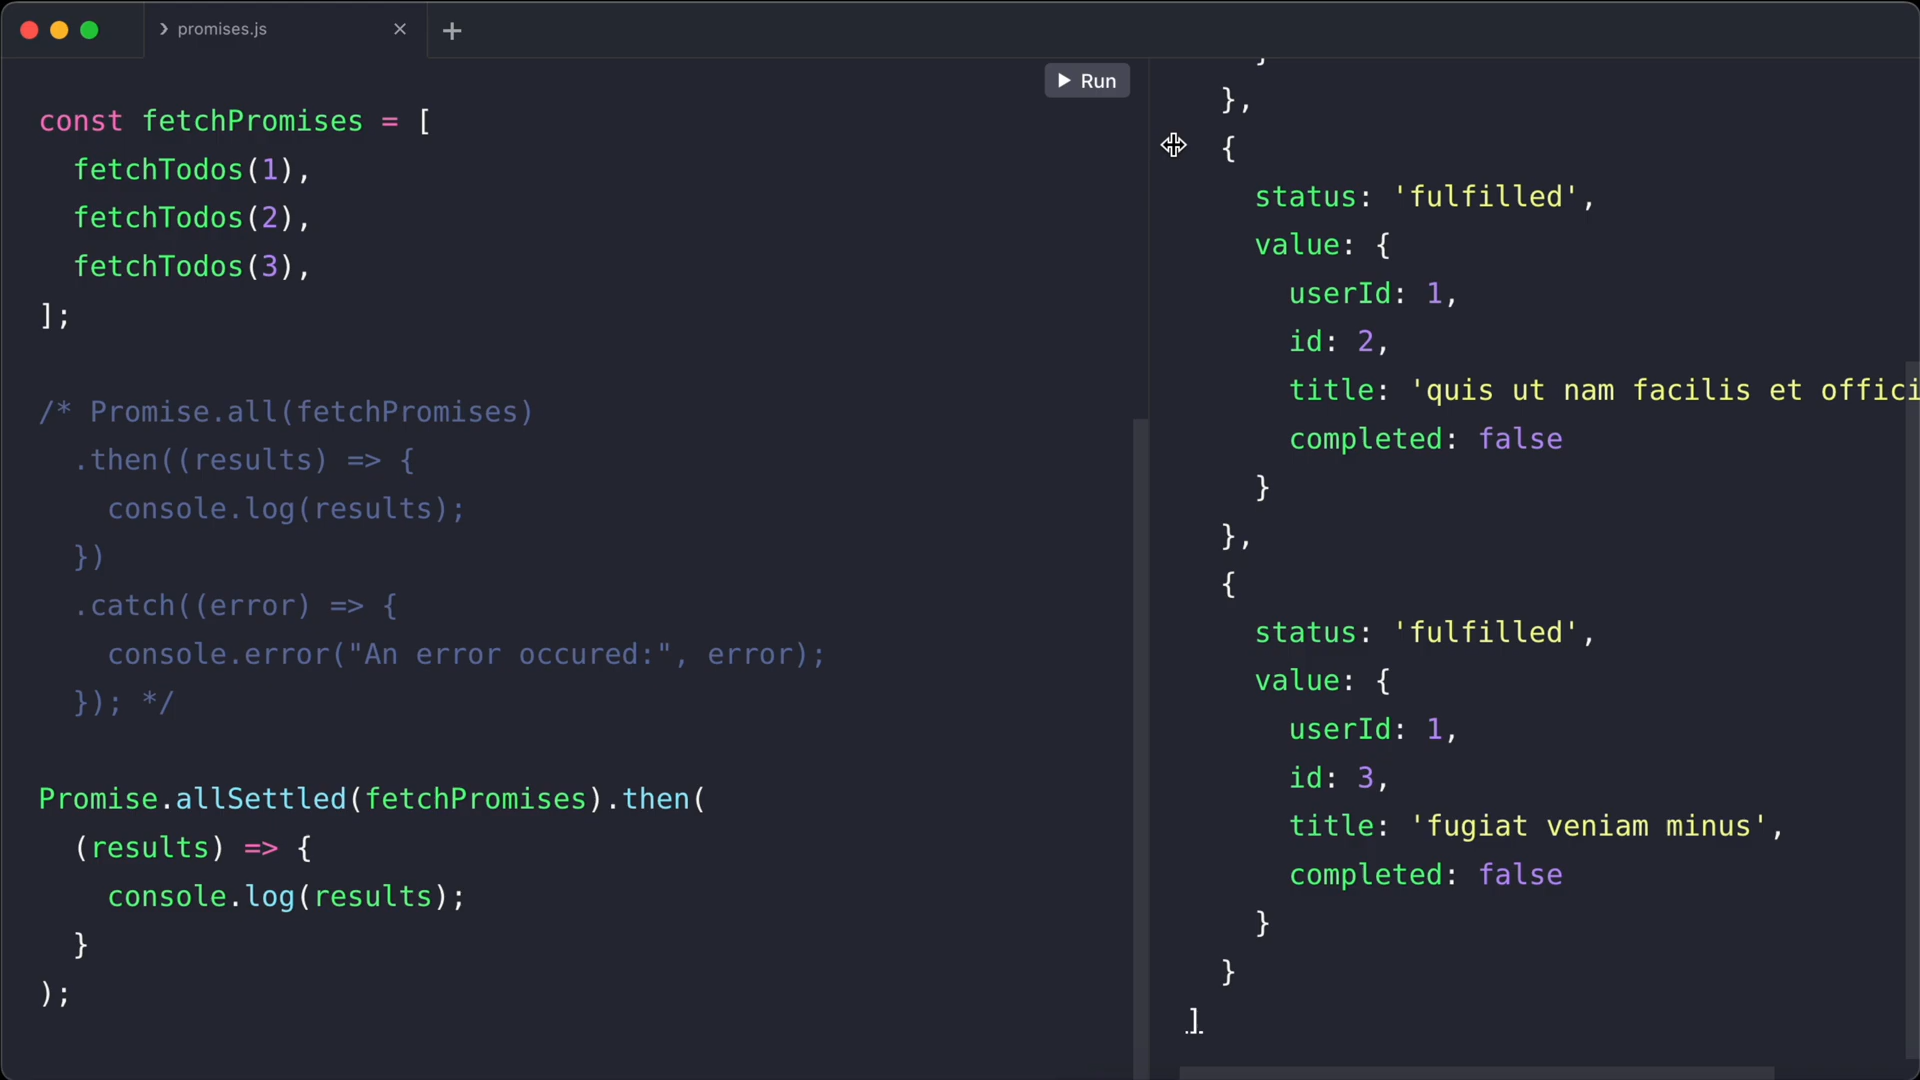 promises.js
Run
const fetchPromises = [
  fetchTodos(1),
  fetchTodos(2),
  fetchTodos(3),
];
/* Promise.all(fetchPromises)
  .then((results) => {
    console.log(results);
  })
  .catch((error) => {
    console.error("An error occured:", error);
  }); */
Promise.allSettled(fetchPromises).then(
  (results) => {
    console.log(results);
  }
);
  },
  {
    status: 'fulfilled',
    value: {
      userId: 1,
      id: 2,
      title: 'quis ut nam facilis et offici
      completed: false
    }
  },
  {
    status: 'fulfilled',
    value: {
      userId: 1,
      id: 3,
      title: 'fugiat veniam minus',
      completed: false
    }
  }
]